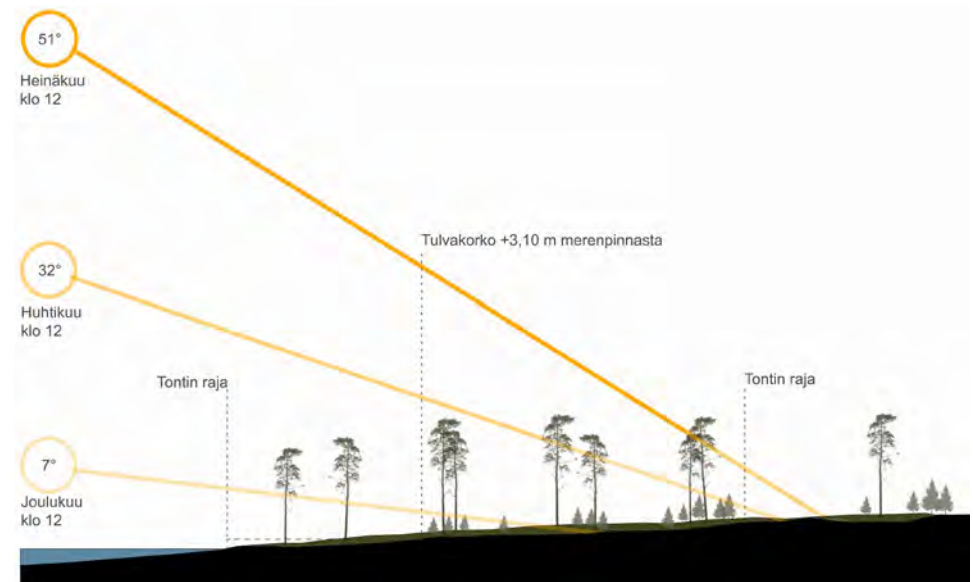 51°
Heinäkuu
klo 12
Tulvakorko +3,10 m merenpinnasta
32°
Huhtikuu
klo 12
Tontin raja
Tontin raja
7°
Joulukuu
klo 12